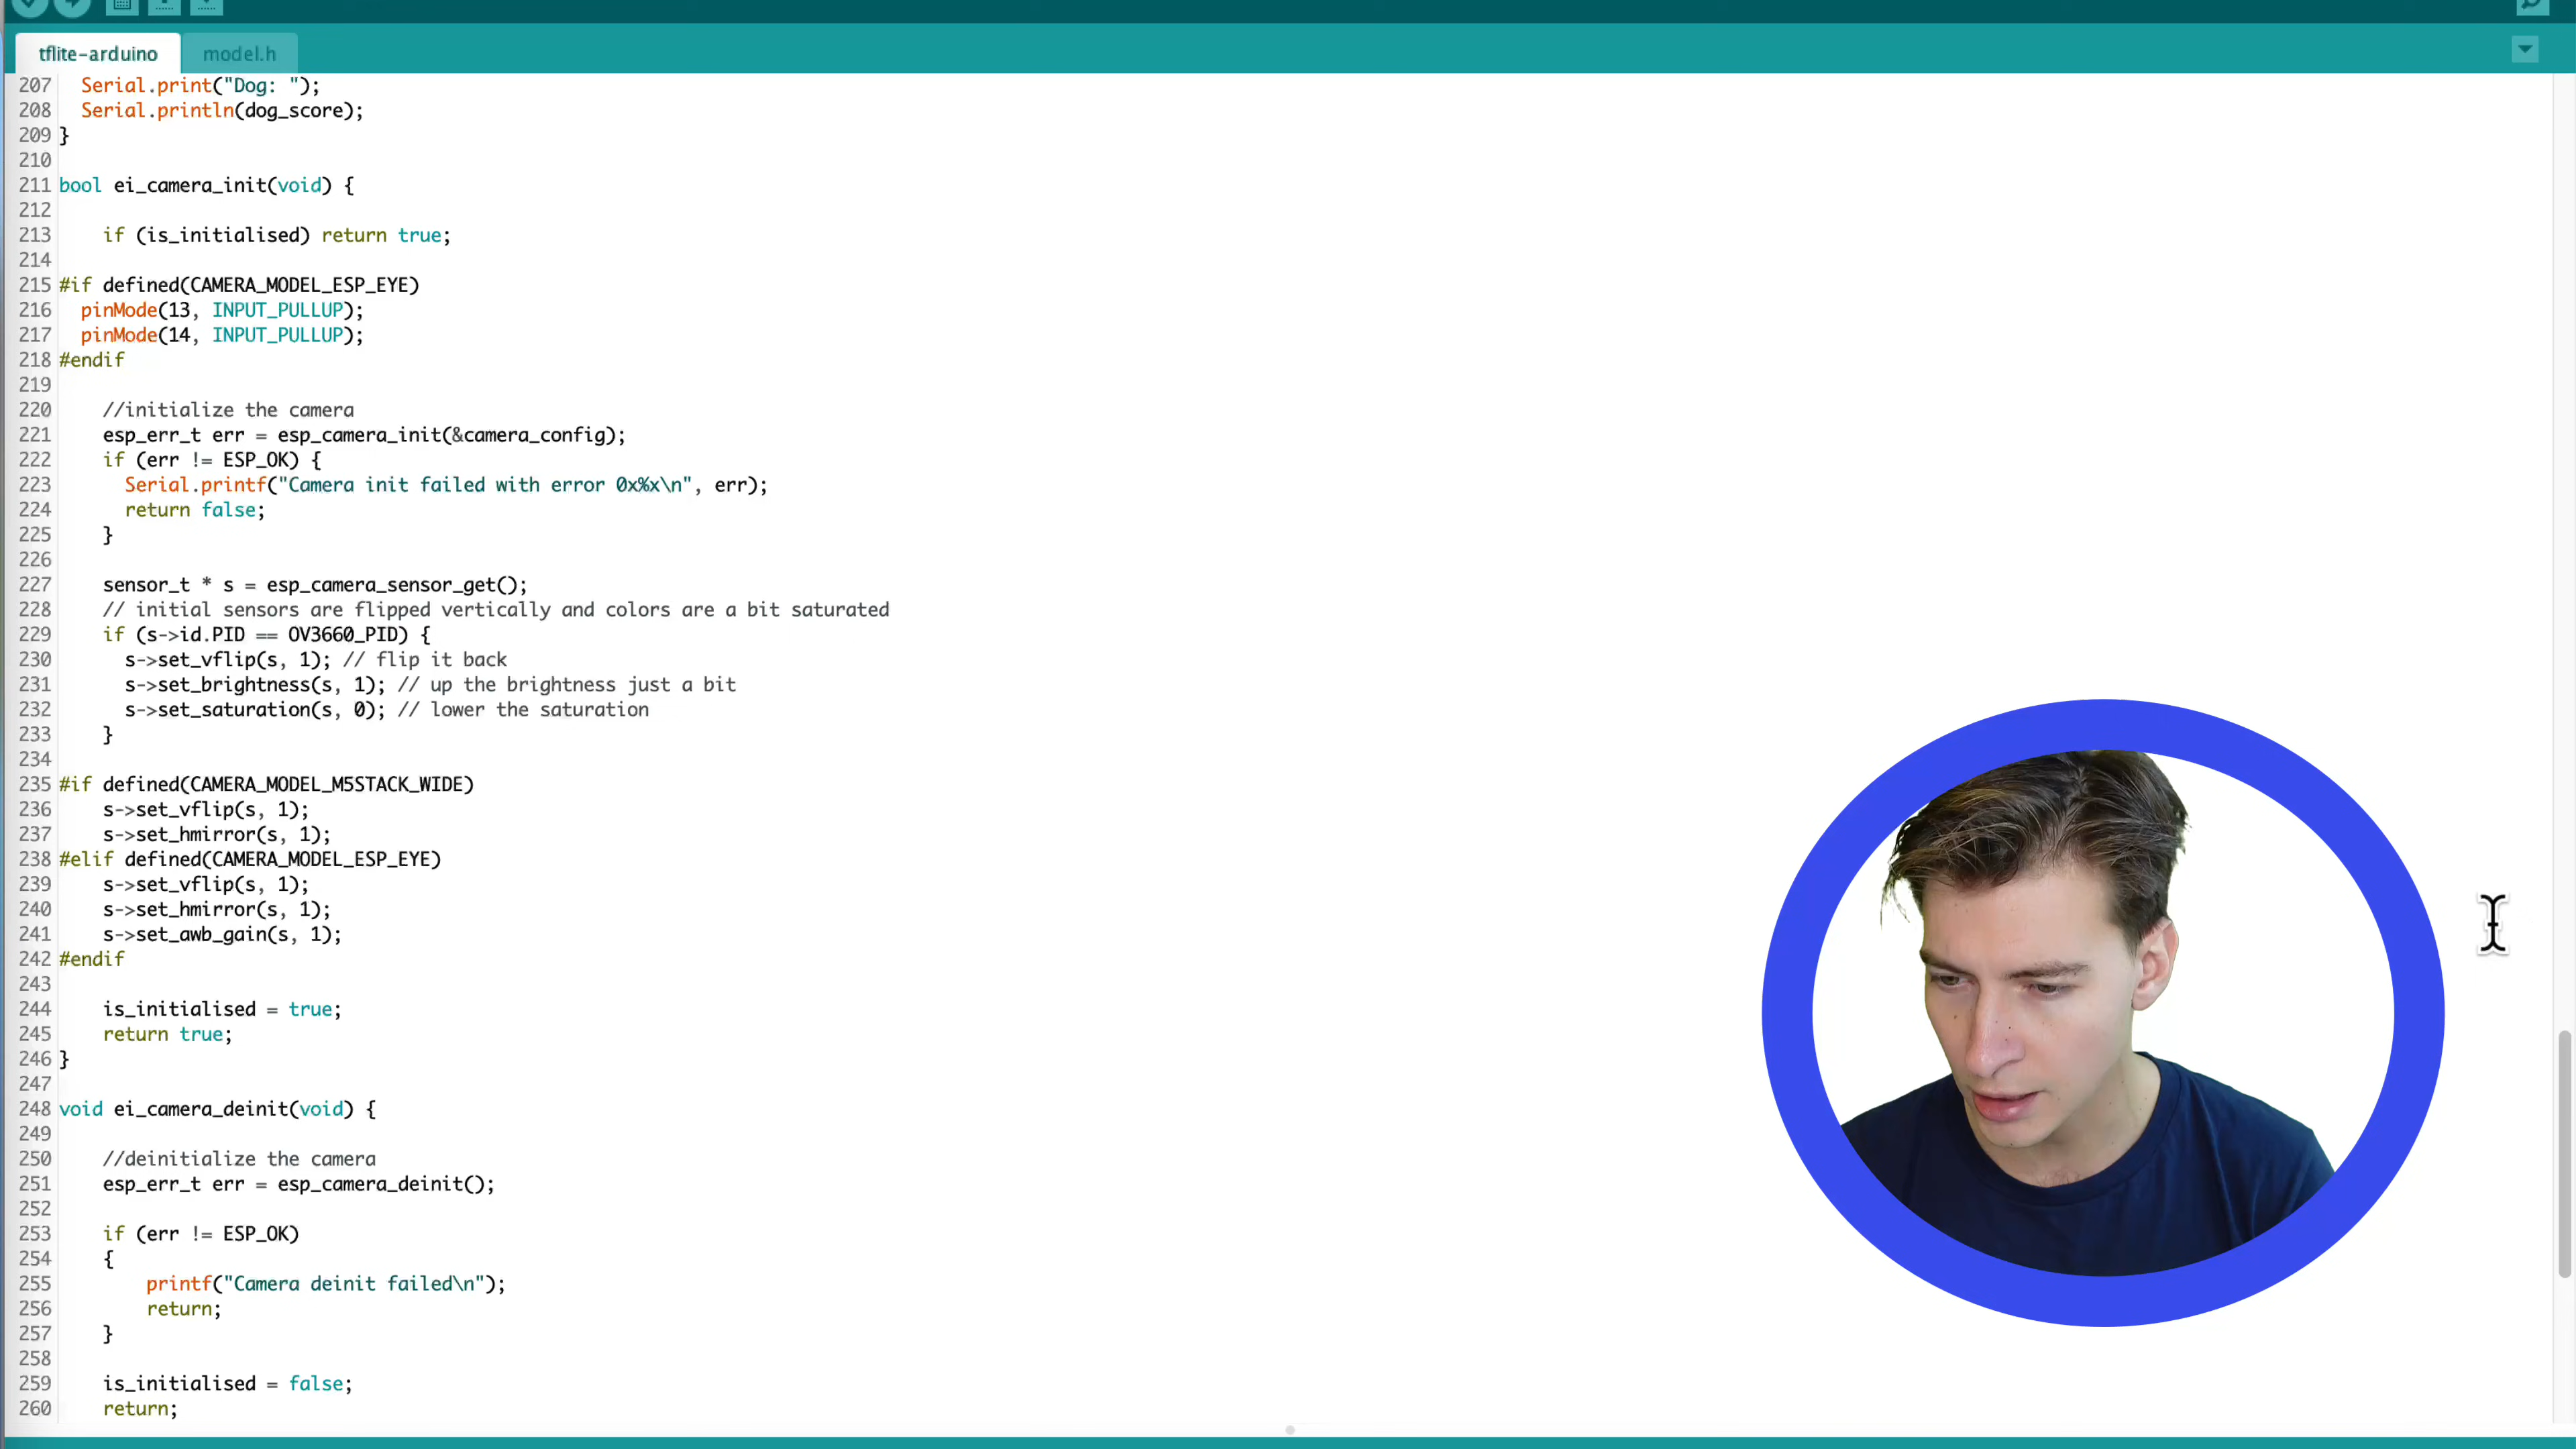 tflite-arduino
model.h
207 Serial.print("Dog: ");
208 Serial.println(dog_score);
209 }
210
211 bool ei_camera_init(void) {
212
213 if (is_initialised) return true;
214
215 #if defined(CAMERA_MODEL_ESP_EYE)
216 pinMode(13, INPUT_PULLUP);
217 pinMode(14, INPUT_PULLUP);
218 #endif
219
220 //initialize the camera
221 esp_err_t err = esp_camera_init(&camera_config);
222 if (err != ESP_OK) {
223 Serial.printf("Camera init failed with error 0x%x\n", err);
224 return false;
225 }
226
227 sensor_t * s = esp_camera_sensor_get();
228 // initial sensors are flipped vertically and colors are a bit saturated
229 if (s->id.PID == OV3660_PID) {
230 s->set_vflip(s, 1); // flip it back
231 s->set_brightness(s, 1); // up the brightness just a bit
232 s->set_saturation(s, 0); // lower the saturation
233 }
234
235 #if defined(CAMERA_MODEL_M5STACK_WIDE)
236 s->set_vflip(s, 1);
237 s->set_hmirror(s, 1);
238 #elif defined(CAMERA_MODEL_ESP_EYE)
239 s->set_vflip(s, 1);
240 s->set_hmirror(s, 1);
241 s->set_awb_gain(s, 1);
242 #endif
243
244 is_initialised = true;
245 return true;
246 }
247
248 void ei_camera_deinit(void) {
249
250 //deinitialize the camera
251 esp_err_t err = esp_camera_deinit();
252
253 if (err != ESP_OK)
254 {
255 printf("Camera deinit failed\n");
256 return;
257 }
258
259 is_initialised = false;
260 return;